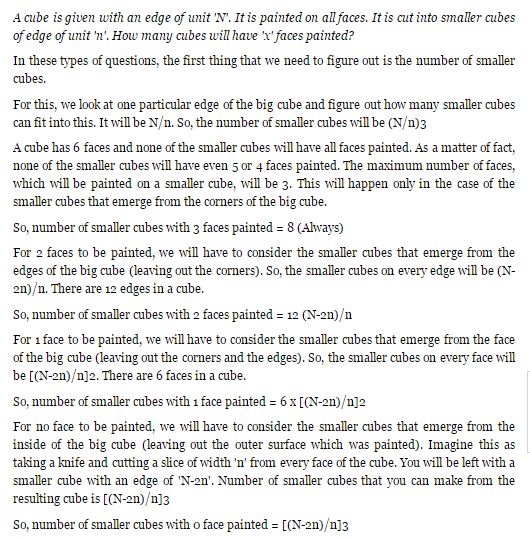 A cube is given with an edge of unit 'N'. It is painted on all faces. It is cut into smaller cubes
of edge of unit 'n'. How many cubes will have 'x' faces painted?
In these types of questions, the first thing that we need to figure out is the number of smaller
cubes.
For this, we look at one particular edge of the big cube and figure out how many smaller cubes
can fit into this. It will be N/n. So, the number of smaller cubes will be (N/n)3
A cube has 6 faces and none of the smaller cubes will have all faces painted. As a matter of fact,
none of the smaller cubes will have even 5 or 4 faces painted. The maximum number of faces,
which will be painted on a smaller cube, will be 3. This will happen only in the case of the
smaller cubes that emerge from the corners of the big cube.
So, number of smaller cubes with 3 faces painted = 8 (Always)
For 2 faces to be painted, we will have to consider the smaller cubes that emerge from the
edges of the big cube (leaving out the corners). So, the smaller cubes on every edge will be (N-
2n)/n. There are 12 edges in a cube.
So, number of smaller cubes with 2 faces painted = 12 (N-2n)/n
For 1 face to be painted, we will have to consider the smaller cubes that emerge from the face
of the big cube (leaving out the corners and the edges). So, the smaller cubes on every face will
be [(N-2n)/n]2. There are 6 faces in a cube.
So, number of smaller cubes with 1 face painted = 6 x [(N-2n)/n]2
For no face to be painted, we will have to consider the smaller cubes that emerge from the
inside of the big cube (leaving out the outer surface which was painted). Imagine this as
taking a knife and cutting a slice of width 'n' from every face of the cube. You will be left with a
smaller cube with an edge of 'N-2n'. Number of smaller cubes that you can make from the
resulting cube is [(N-2n)/n]3
So, number of smaller cubes with 0 face painted = [(N-2n)/n]3